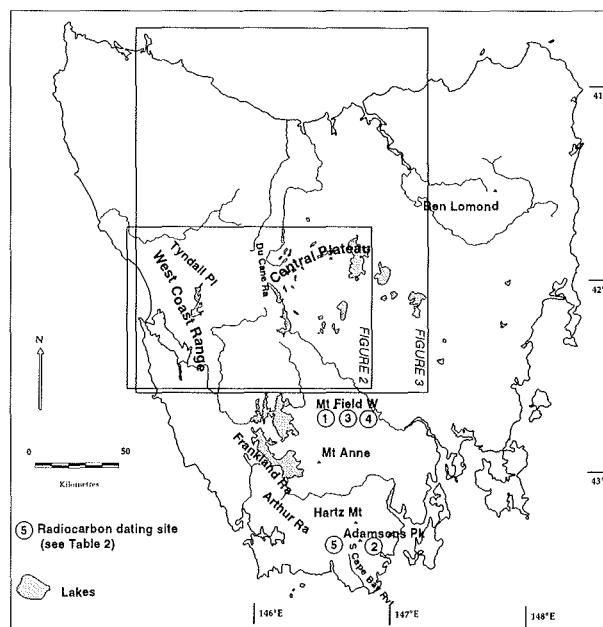 41°
Ben Lomond
Tyndall Pl
West Coast Range
Du Cane Ra
Central Plateau
42°
FIGURE 2
FIGURE 3
N
Mt Field W
1 3 4
0 50
Kilometres
Mt Anne
Frankland Ra
43°
Arthur Ra
Hartz Mt
Adamsons Pk
5 2
S Cape Bay Rvt
5 Radiocarbon dating site
(see Table 2)
Lakes
146°E 147°E 148°E